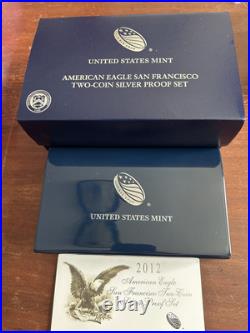 UNITED STATES MINT
AMERICAN EAGLE SAN FRANCISCO
TWO-COIN SILVER PROOF SET
UNITED STATES MINT
2012
American Eagle
San Francisco Two-Coin
Silver Proof Set